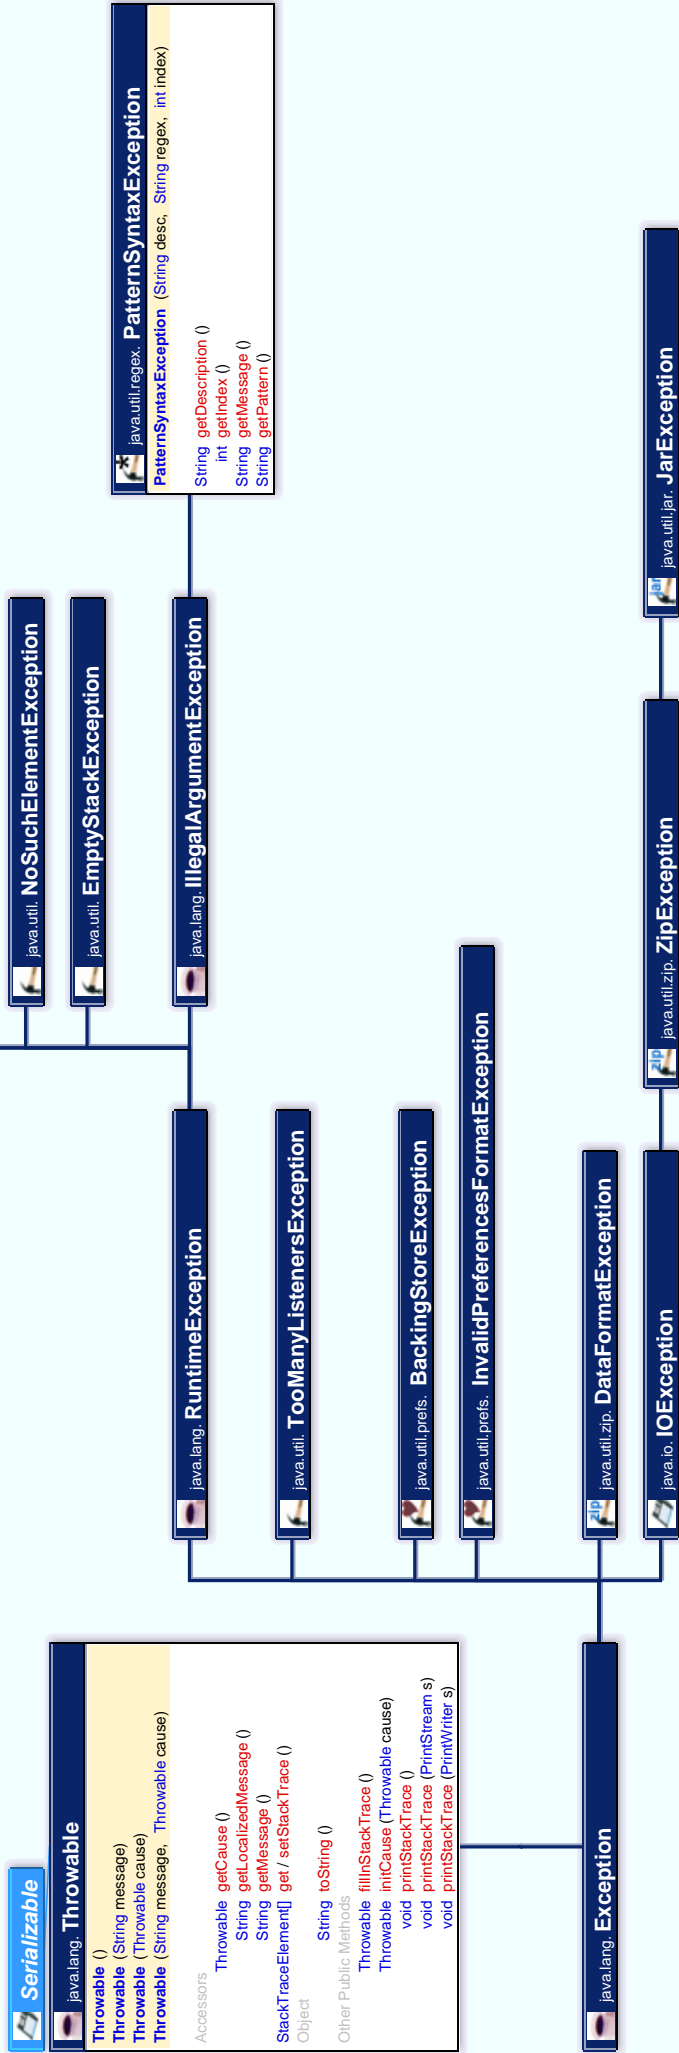 Serializable
java.lang. Throwable
Throwable ()
Throwable (String message)
Throwable (Throwable cause)
Throwable (String message, Throwable cause)
Accessors
Throwable getCause ()
String getLocalizedMessage ()
String getMessage ()
StackTraceElement[] get / setStackTrace ()
Object
String toString ()
Other Public Methods
Throwable fillInStackTrace ()
Throwable initCause (Throwable cause)
void printStackTrace ()
void printStackTrace (PrintStream s)
void printStackTrace (PrintWriter s)
java.lang. Exception
java.lang. RuntimeException
java.util. TooManyListenersException
java.util.prefs. BackingStoreException
java.util.prefs. InvalidPreferencesFormatException
zip
java.util.zip. DataFormatException
java.io. IOException
java.util. NoSuchElementException
java.util. EmptyStackException
java.lang. IllegalArgumentException
zip
java.util.zip. ZipException
*
java.util.regex. PatternSyntaxException
PatternSyntaxException (String desc, String regex, int index)
String getDescription ()
int getIndex ()
String getMessage ()
String getPattern ()
jar
java.util.jar. JarException